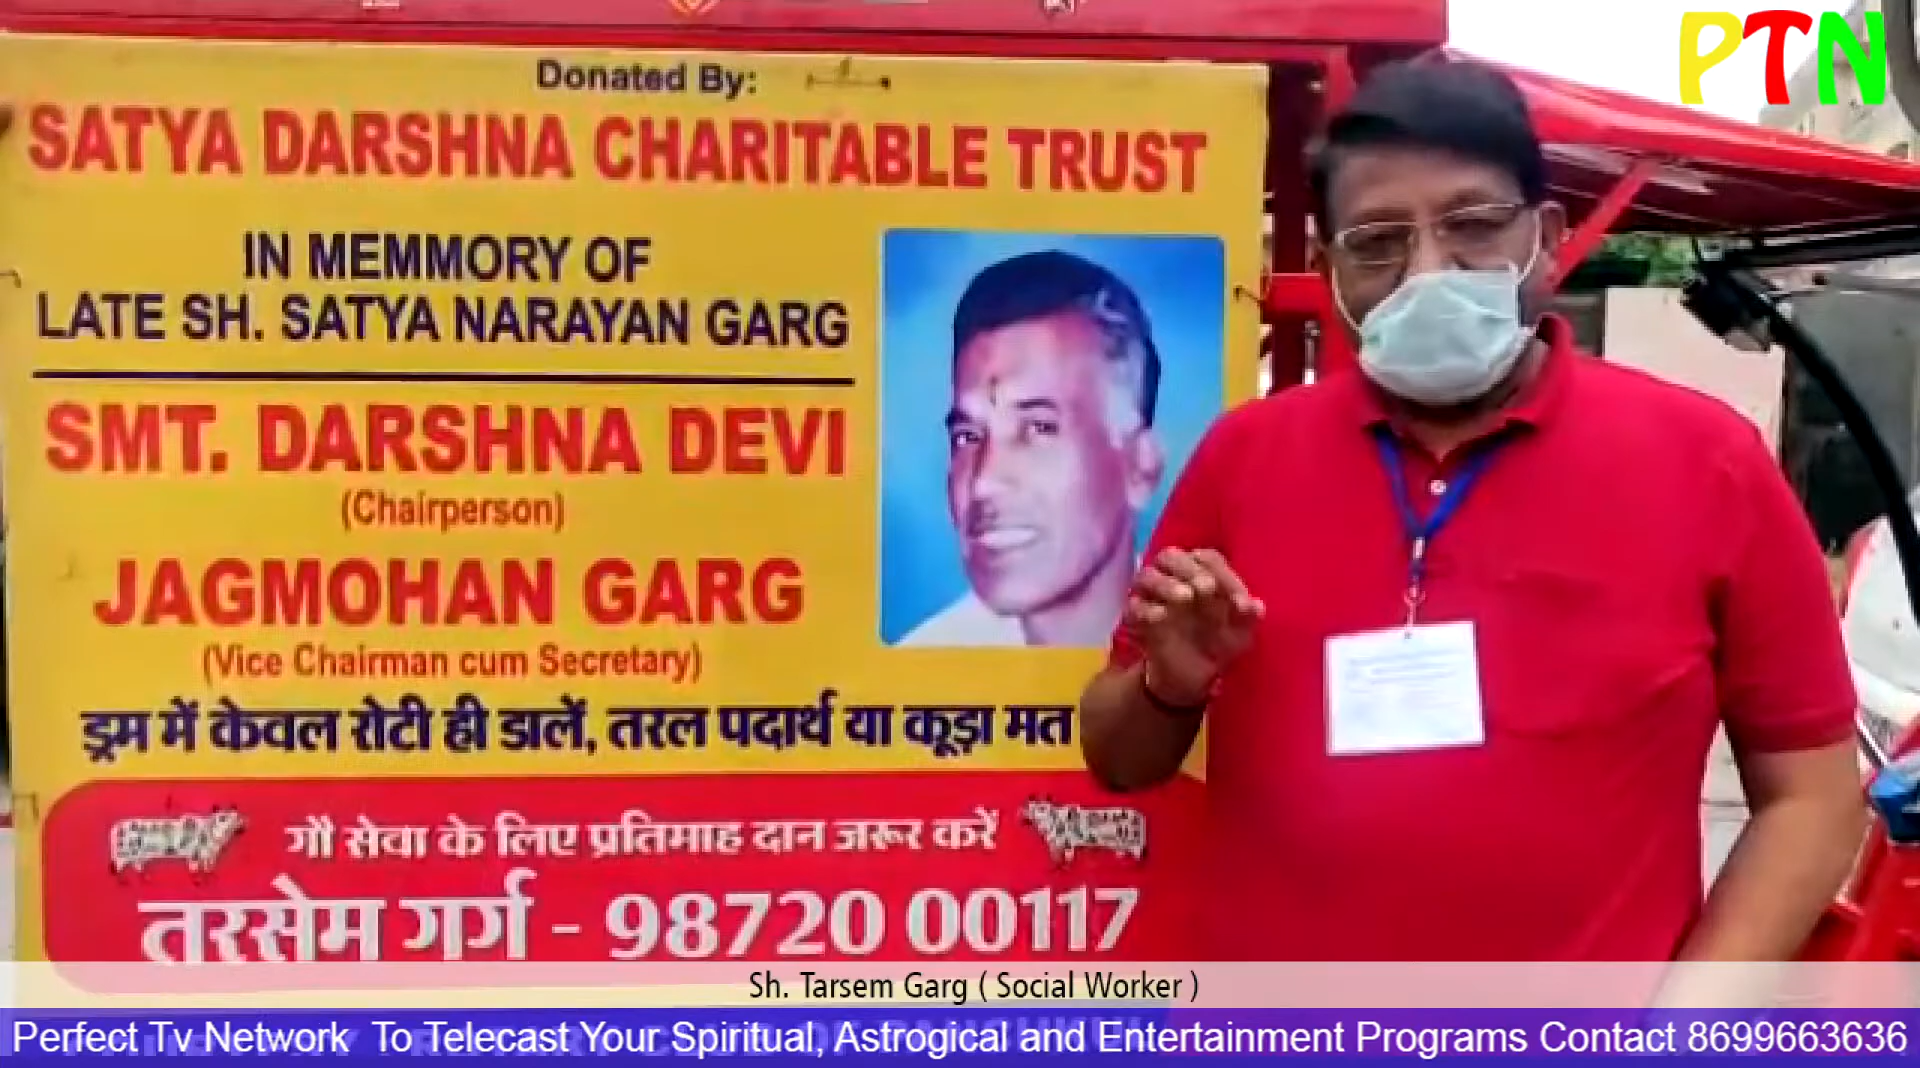 PTN
Donated By:
SATYA DARSHNA CHARITABLE TRUST
IN MEMMORY OF
LATE SH. SATYA NARAYAN GARG
SMT. DARSHNA DEVI
(Chairperson)
JAGMOHAN GARG
(Vice Chairman cum Secretary)
ड्रम में केवल रोटी ही डालें, तरल पदार्थ या कूड़ा मत
गौ सेवा के लिए प्रतिमाह दान जरूर करें
तरसेम गर्ग - 98720 00117
Sh. Tarsem Garg ( Social Worker )
Perfect Tv Network To Telecast Your Spiritual, Astrogical and Entertainment Programs Contact 8699663636